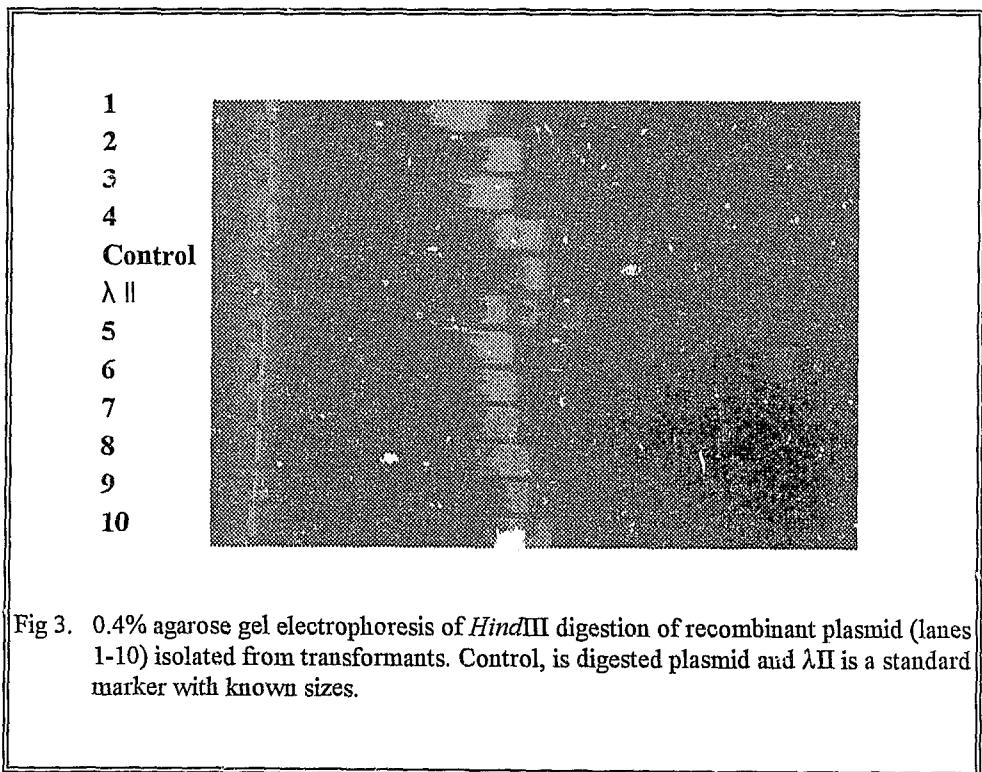 1
2
3
4
Control
λ II
5
6
7
8
9
10
Fig 3. 0.4% agarose gel electrophoresis of HindIII digestion of recombinant plasmid (lanes
1-10) isolated from transformants. Control, is digested plasmid and λII is a standard
marker with known sizes.